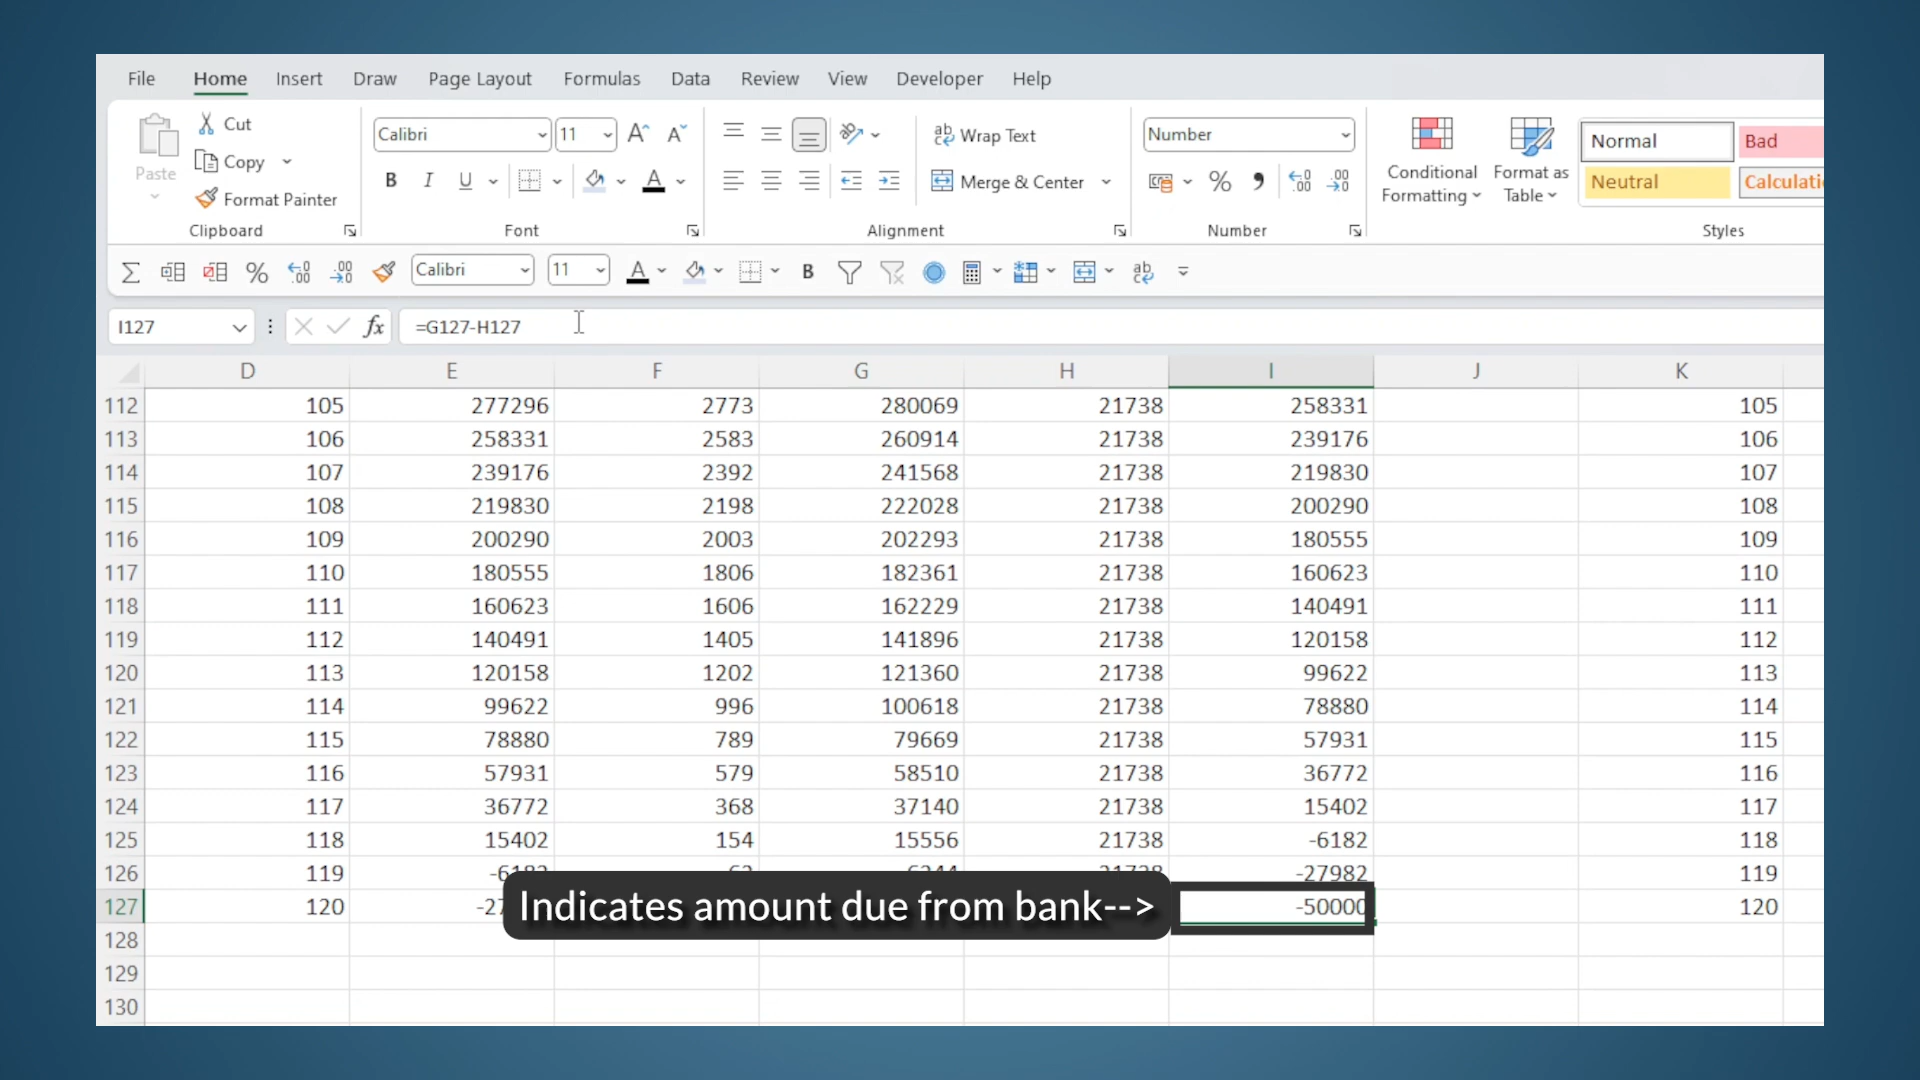 File Home Insert Draw Page Layout Formulas Data Review View Developer Help
Paste
Cut
Copy
Format Painter
Clipboard
Calibri 11
B I U
Font
Wrap Text
Merge & Center
Alignment
Number
Number
Conditional
Formatting
Format as
Table
Normal Bad
Neutral Calculati
Styles
Calibri 11 B
I127 fx =G127-H127
D E F G H I J K
112 105 277296 2773 280069 21738 258331 105
113 106 258331 2583 260914 21738 239176 106
114 107 239176 2392 241568 21738 219830 107
115 108 219830 2198 222028 21738 200290 108
116 109 200290 2003 202293 21738 180555 109
117 110 180555 1806 182361 21738 160623 110
118 111 160623 1606 162229 21738 140491 111
119 112 140491 1405 141896 21738 120158 112
120 113 120158 1202 121360 21738 99622 113
121 114 99622 996 100618 21738 78880 114
122 115 78880 789 79669 21738 57931 115
123 116 57931 579 58510 21738 36772 116
124 117 36772 368 37140 21738 15402 117
125 118 15402 154 15556 21738 -6182 118
126 119 -27982 119
127 120 Indicates amount due from bank--> -50000 120
128
129
130